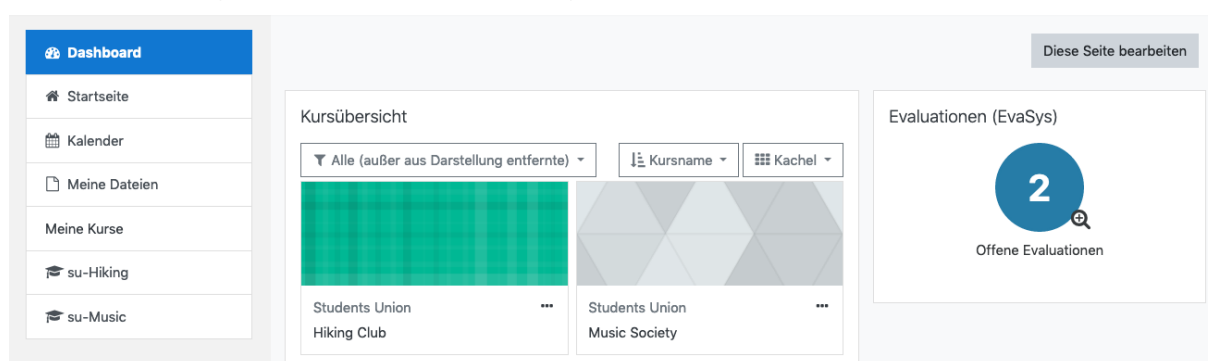 Dashboard
Startseite
Kalender
Meine Dateien
Meine Kurse
su-Hiking
su-Music
Diese Seite bearbeiten
Kursübersicht
Alle (außer aus Darstellung entfernte)
Kursname
Kachel
Students Union
Hiking Club
Students Union
Music Society
Evaluationen (EvaSys)
2
Offene Evaluationen